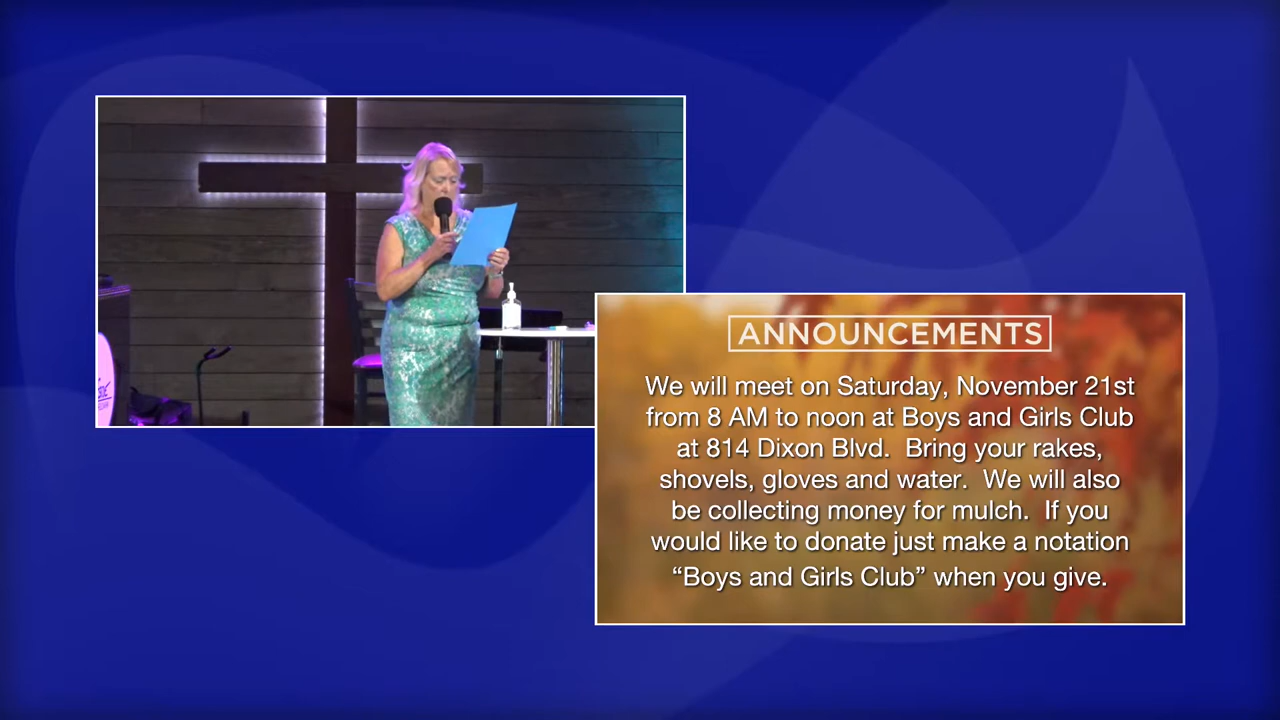 ANNOUNCEMENTS
We will meet on Saturday, November 21st
from 8 AM to noon at Boys and Girls Club
at 814 Dixon Blvd.  Bring your rakes,
shovels, gloves and water.  We will also
be collecting money for mulch.  If you
would like to donate just make a notation
“Boys and Girls Club” when you give.